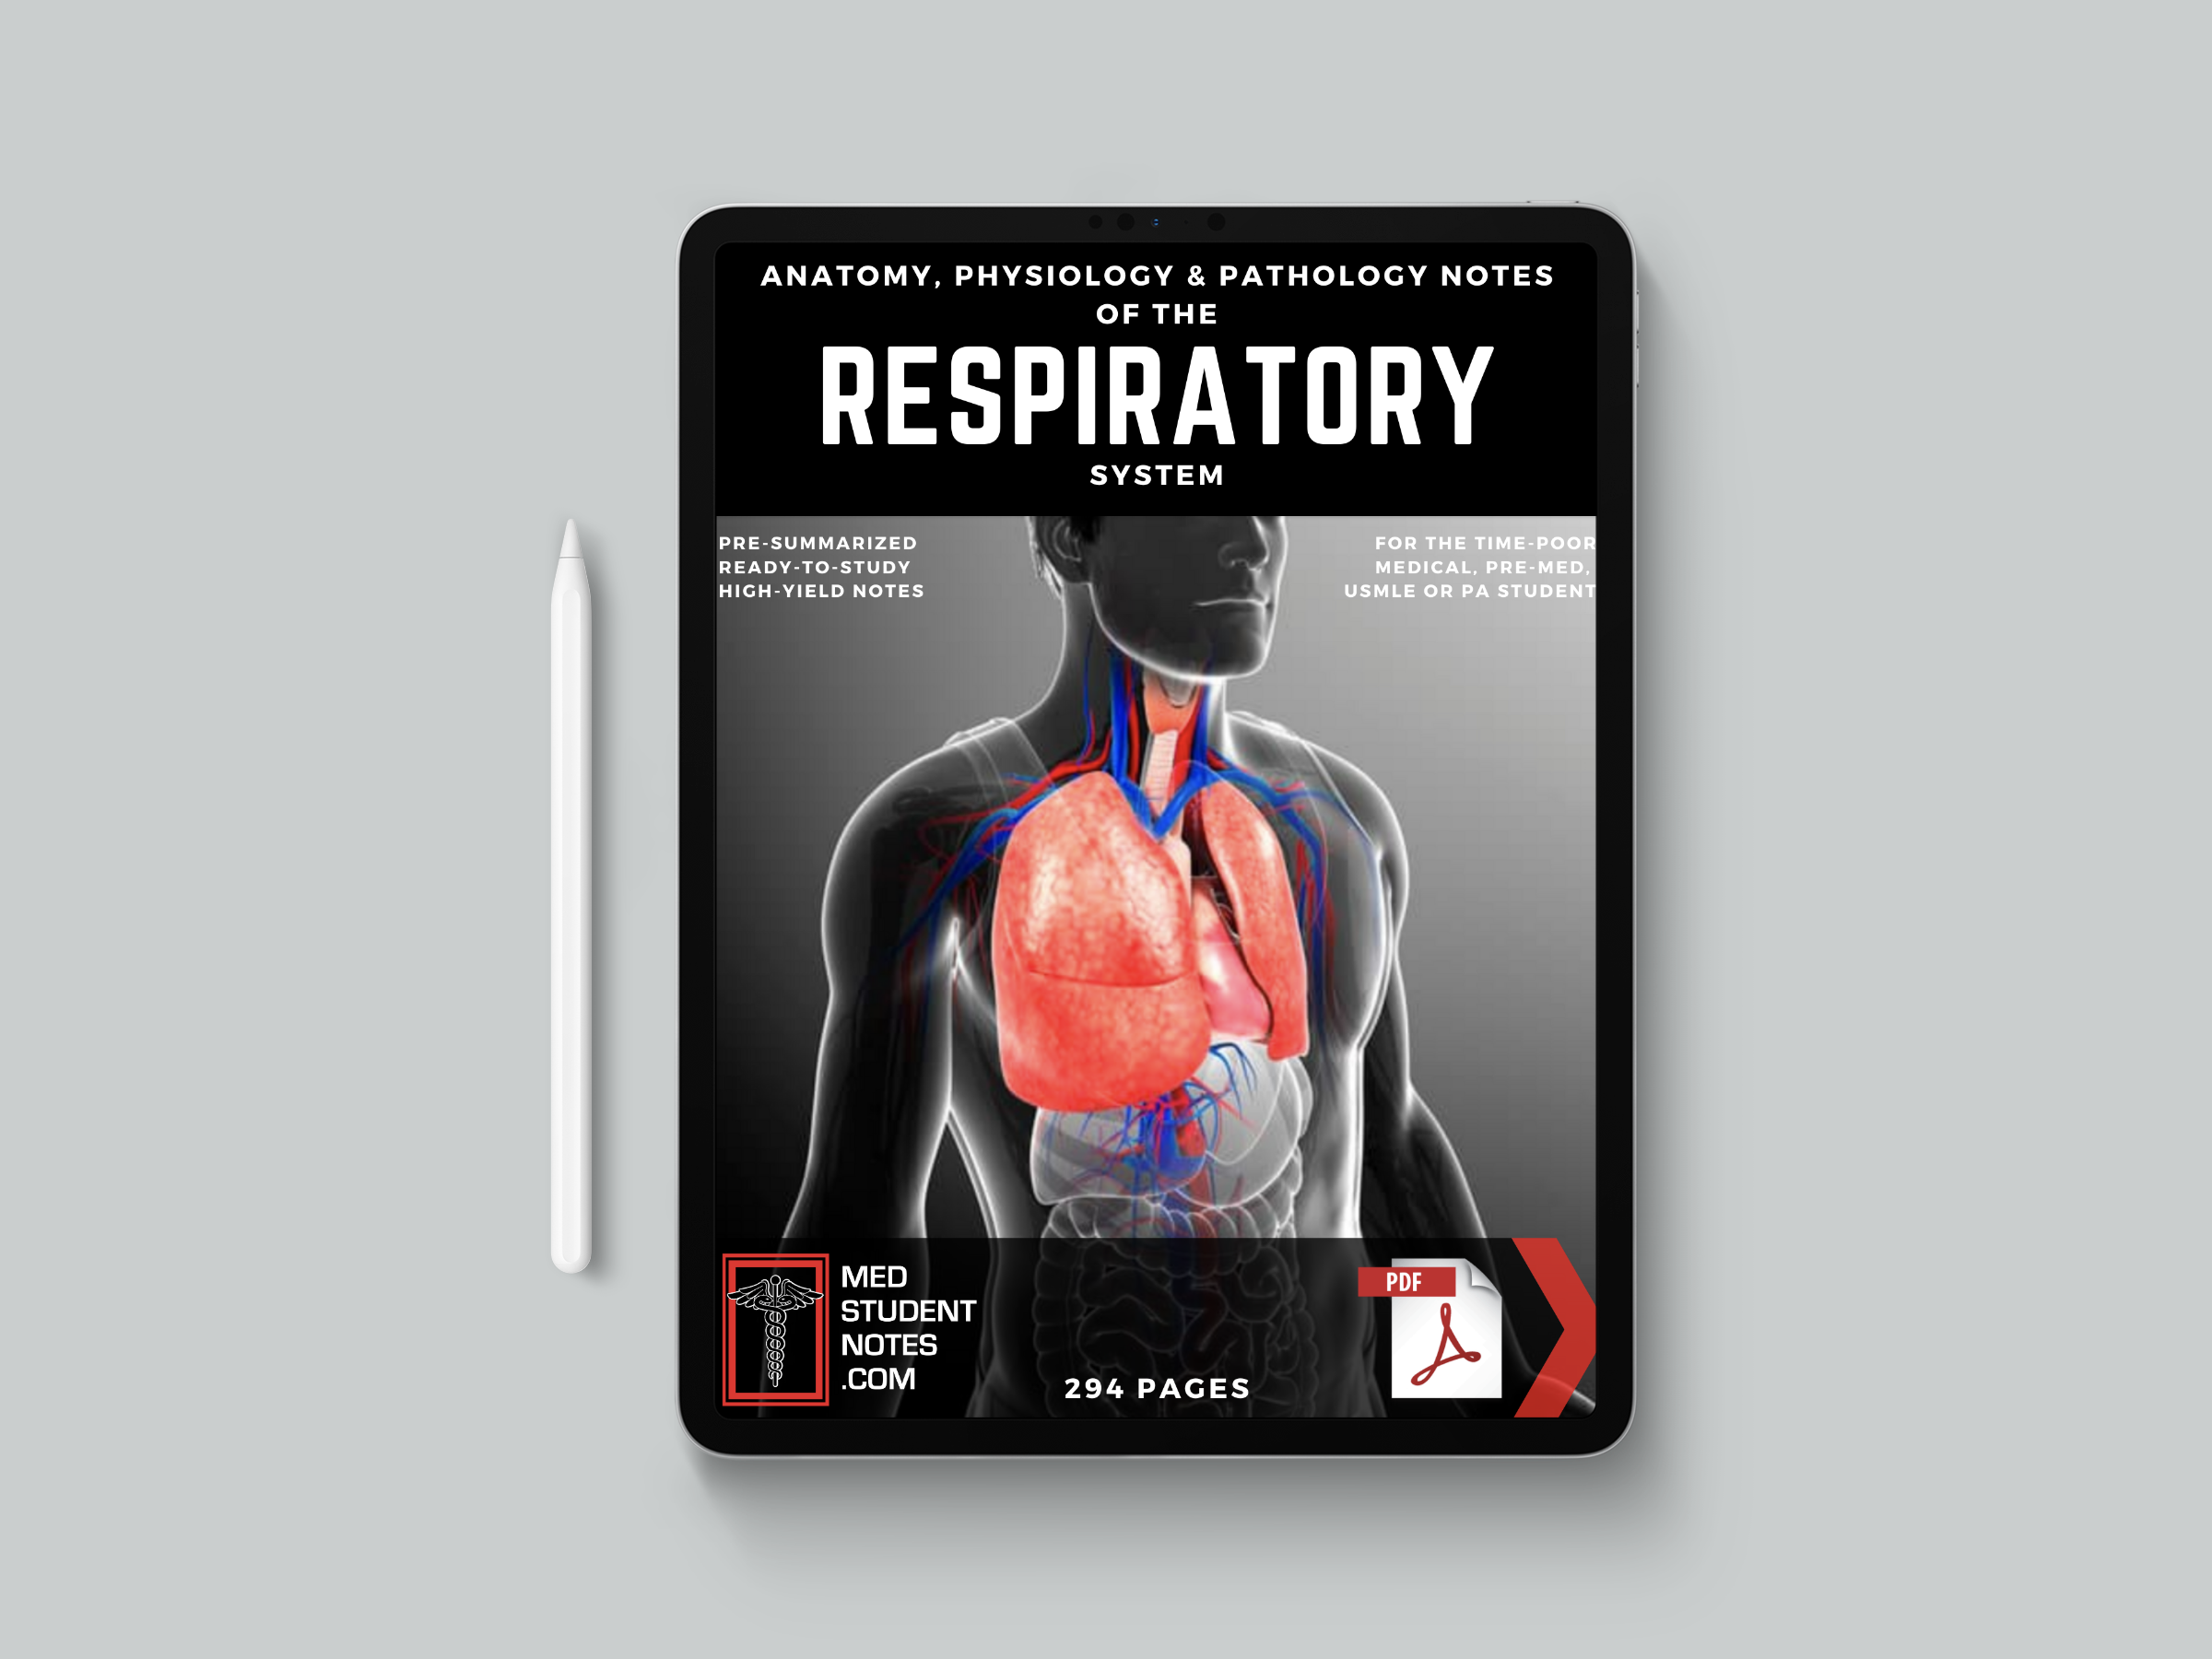 ANATOMY, PHYSIOLOGY & PATHOLOGY NOTES
OF THE
RESPIRATORY
SYSTEM
PRE-SUMMARIZED
READY-TO-STUDY
HIGH-YIELD NOTES
FOR THE TIME-POOR
MEDICAL, PRE-MED,
USMLE OR PA STUDENT
MED
STUDENT
NOTES
.COM
294 PAGES
PDF